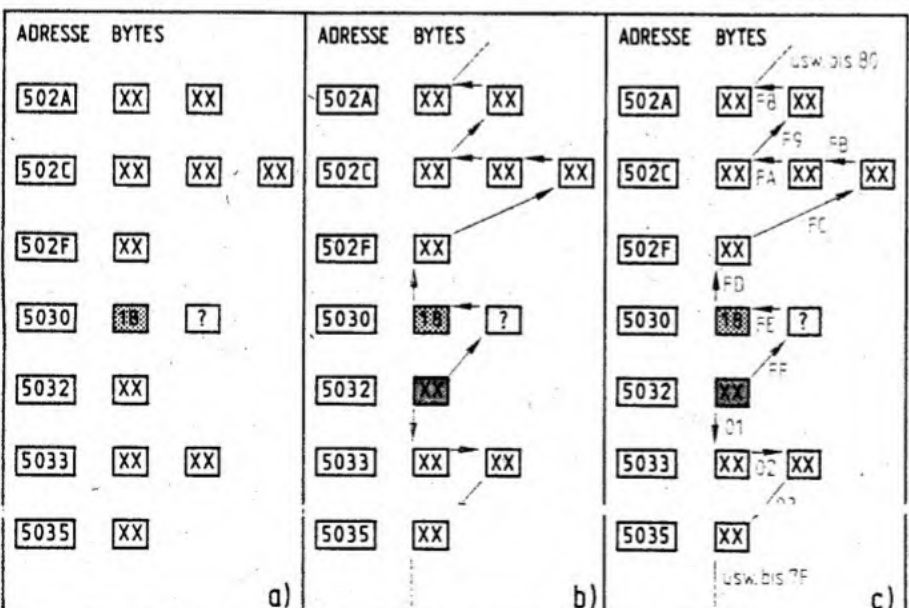 ADRESSE BYTES
502A XX XX
502C XX XX XX
502F XX
5030 18 ?
5032 XX
5033 XX XX
5035 XX
a)
ADRESSE BYTES
502A XX XX
502C XX XX XX
502F XX
5030 18 ?
5032 XX
5033 XX XX
5035 XX
b)
ADRESSE BYTES
usw. bis 80
502A XX F8 XX
F9 FB
502C XX FA XX XX
FC
502F XX
FD
5030 18 FE ?
FF
5032 XX
01
5033 XX 02 XX
03
5035 XX
usw. bis 7F
c)